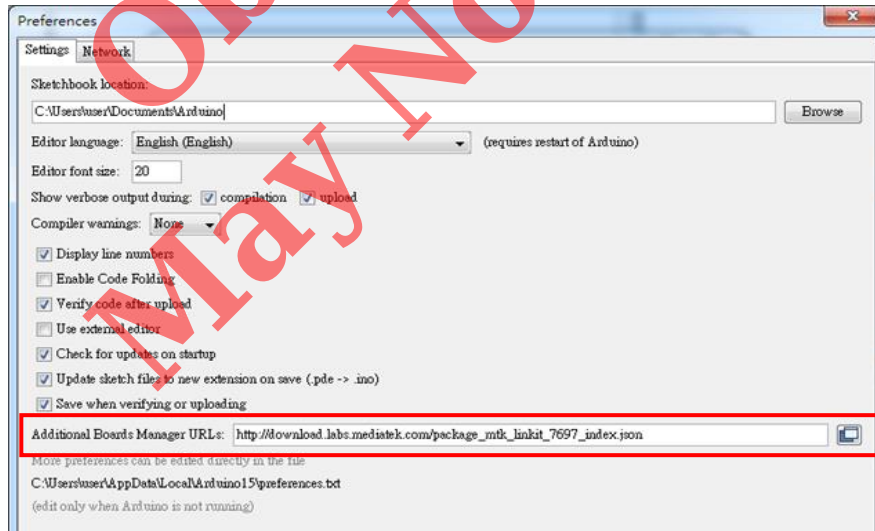 Preferences
Settings Network
Sketchbook location:
C:\Users\user\Documents\Arduino Browse
Editor language: English (English) (requires restart of Arduino)
Editor font size: 20
Show verbose output during: compilation upload
Compiler warnings: None
Display line numbers
Enable Code Folding
Verify code after upload
Use external editor
Check for updates on startup
Update sketch files to new extension on save (.pde -> .ino)
Save when verifying or uploading
Additional Boards Manager URLs: http://download.labs.mediatek.com/package_mtk_linkit_7697_index.json
More preferences can be edited directly in the file
C:\Users\user\AppData\Local\Arduino15\preferences.txt
(edit only when Arduino is not running)
Ob
May No